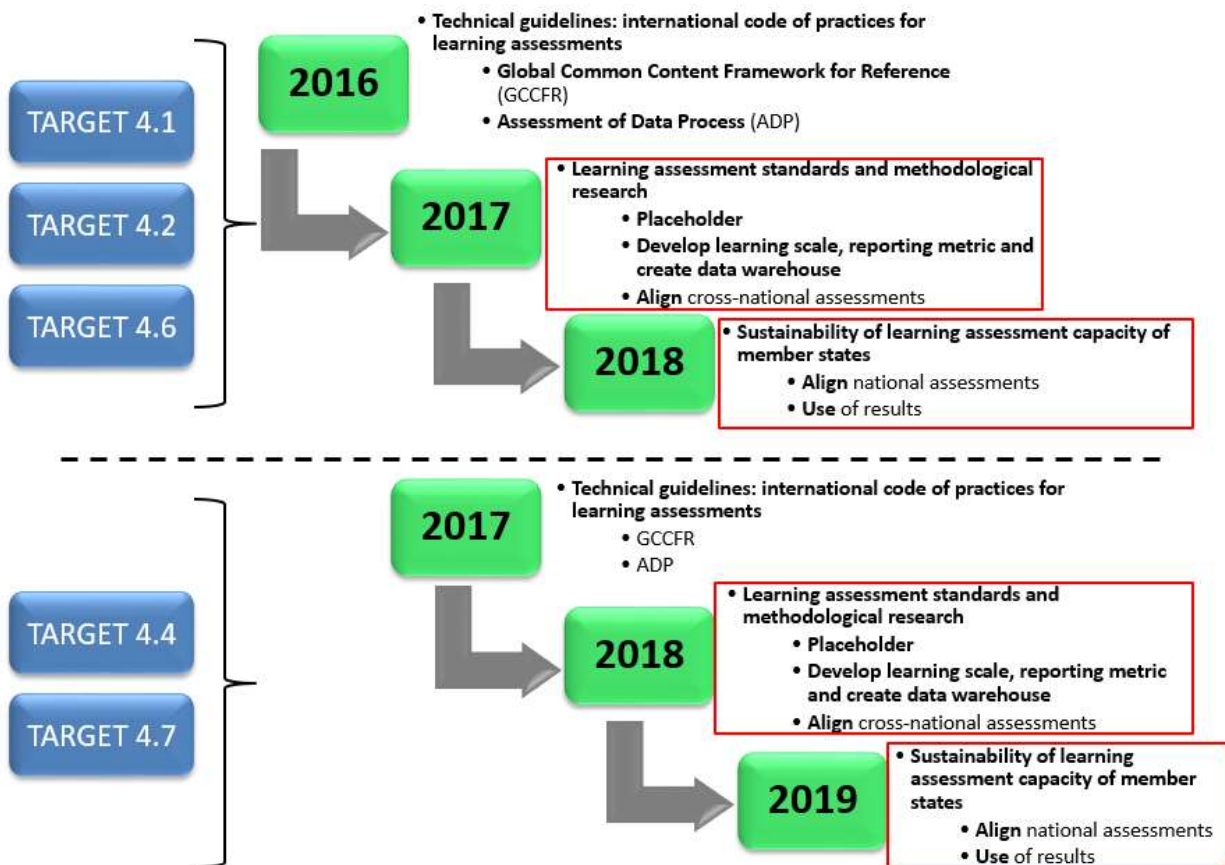 TARGET 4.1
TARGET 4.2
TARGET 4.6
2016
• Technical guidelines: international code of practices for
learning assessments
• Global Common Content Framework for Reference
(GCCFR)
• Assessment of Data Process (ADP)
2017
• Learning assessment standards and methodological
research
• Placeholder
• Develop learning scale, reporting metric and
create data warehouse
• Align cross-national assessments
2018
• Sustainability of learning assessment capacity of
member states
• Align national assessments
• Use of results
TARGET 4.4
TARGET 4.7
2017
• Technical guidelines: international code of practices for
learning assessments
• GCCFR
• ADP
2018
• Learning assessment standards and
methodological research
• Placeholder
• Develop learning scale, reporting metric
and create data warehouse
• Align cross-national assessments
2019
• Sustainability of learning
assessment capacity of member
states
• Align national assessments
• Use of results